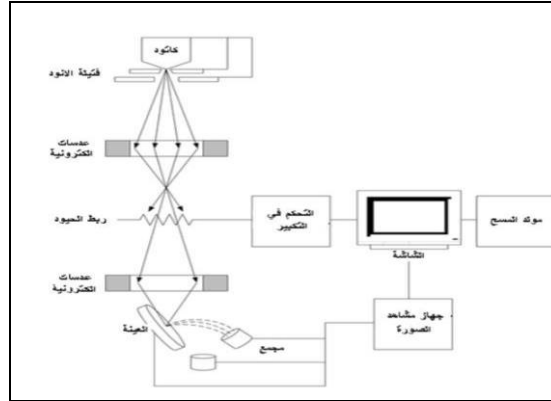 كاثود
فتيلة الانود
عدسات
الكترونية
ربط الحيود
التحكم في
التكبير
مولد المسح
الشاشة
عدسات
الكترونية
العينة
مجمع
جهاز مشاهد
الصورة